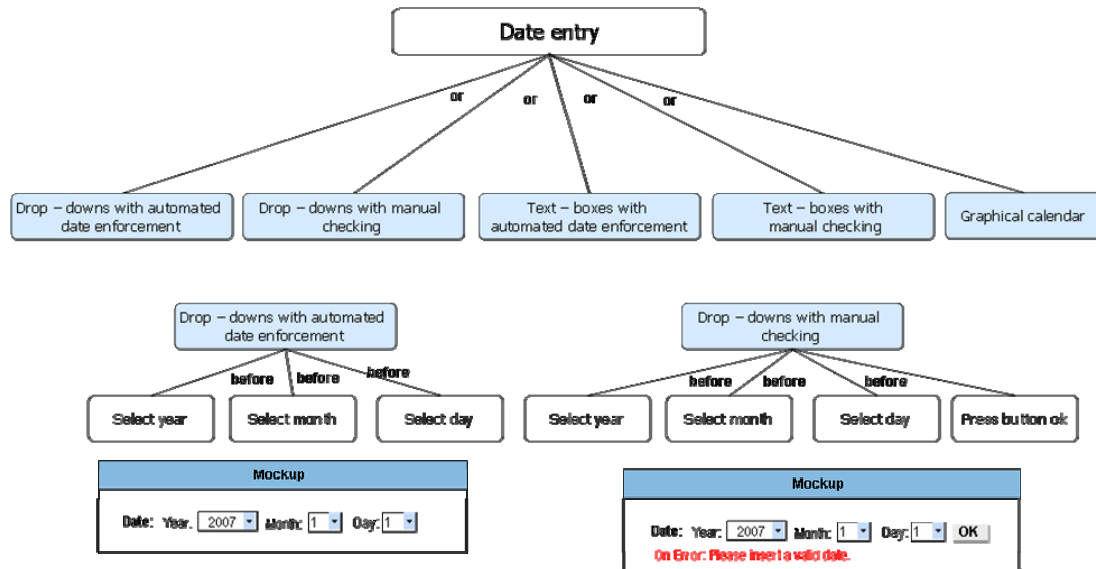 Date entry
or or or or
Drop – downs with automated
date enforcement
Drop – downs with manual
checking
Text – boxes with
automated date enforcement
Text – boxes with
manual checking
Graphical calendar
Drop – downs with automated
date enforcement
before before before
Select year Select month Select day
Mockup
Date: Year: 2007 Month: 1 Day: 1
Drop – downs with manual
checking
before before before
Select year Select month Select day Press button ok
Mockup
Date: Year: 2007 Month: 1 Day: 1 OK
On Error: Please insert a valid date.